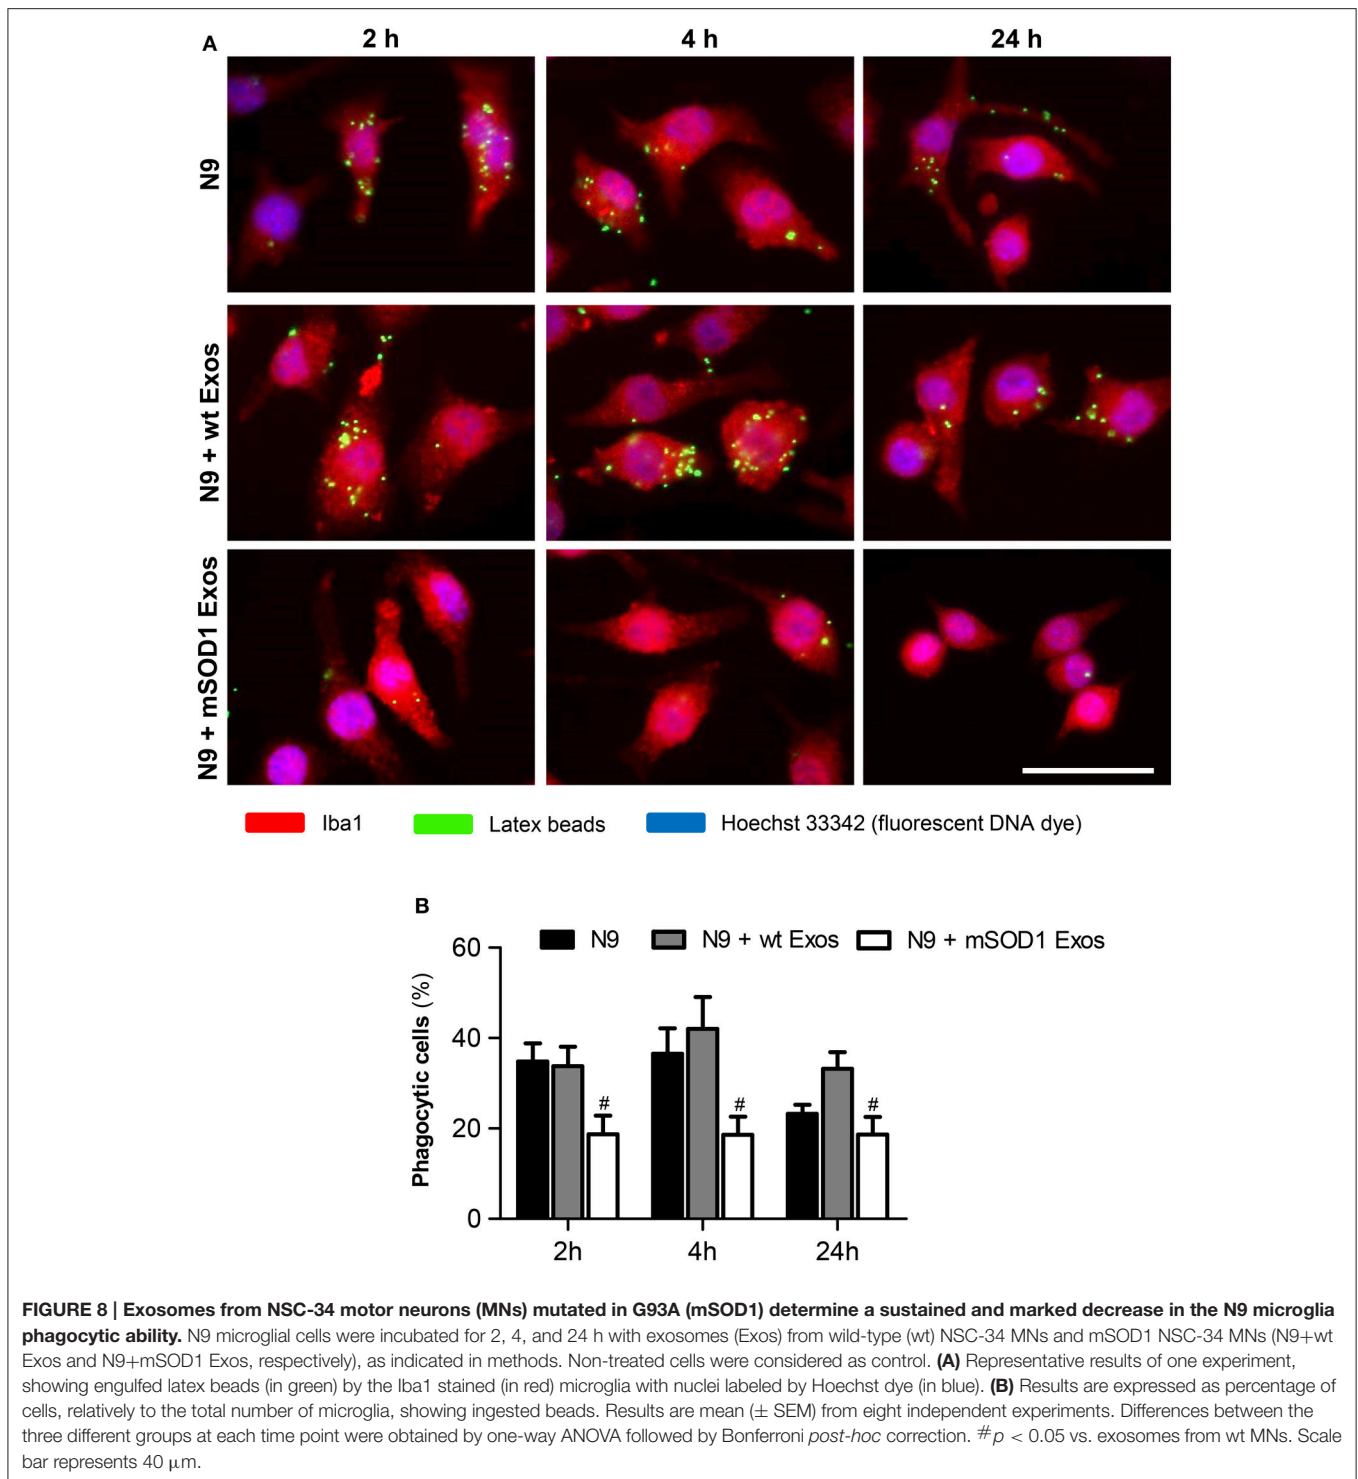 A
2 h 4 h 24 h
N9
N9 + wt Exos
N9 + mSOD1 Exos
Iba1 Latex beads Hoechst 33342 (fluorescent DNA dye)
B
N9 N9 + wt Exos N9 + mSOD1 Exos
Phagocytic cells (%)
60
40
20
0
# # #
2h 4h 24h
FIGURE 8 | Exosomes from NSC-34 motor neurons (MNs) mutated in G93A (mSOD1) determine a sustained and marked decrease in the N9 microglia
phagocytic ability. N9 microglial cells were incubated for 2, 4, and 24 h with exosomes (Exos) from wild-type (wt) NSC-34 MNs and mSOD1 NSC-34 MNs (N9+wt
Exos and N9+mSOD1 Exos, respectively), as indicated in methods. Non-treated cells were considered as control. (A) Representative results of one experiment,
showing engulfed latex beads (in green) by the Iba1 stained (in red) microglia with nuclei labeled by Hoechst dye (in blue). (B) Results are expressed as percentage of
cells, relatively to the total number of microglia, showing ingested beads. Results are mean (± SEM) from eight independent experiments. Differences between the
three different groups at each time point were obtained by one-way ANOVA followed by Bonferroni post-hoc correction. #p < 0.05 vs. exosomes from wt MNs. Scale
bar represents 40 μm.